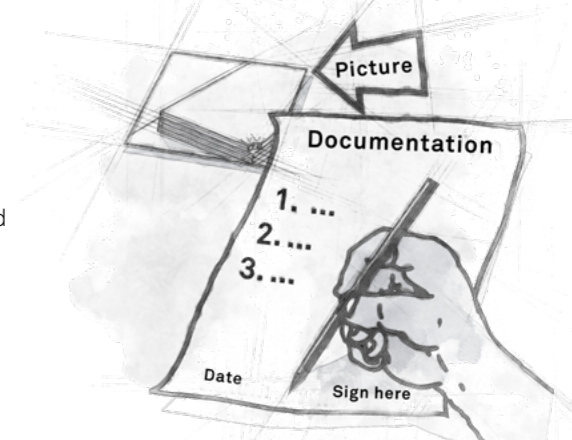 Picture
Documentation
1. ...
2. ...
3. ...
Date
Sign here
d